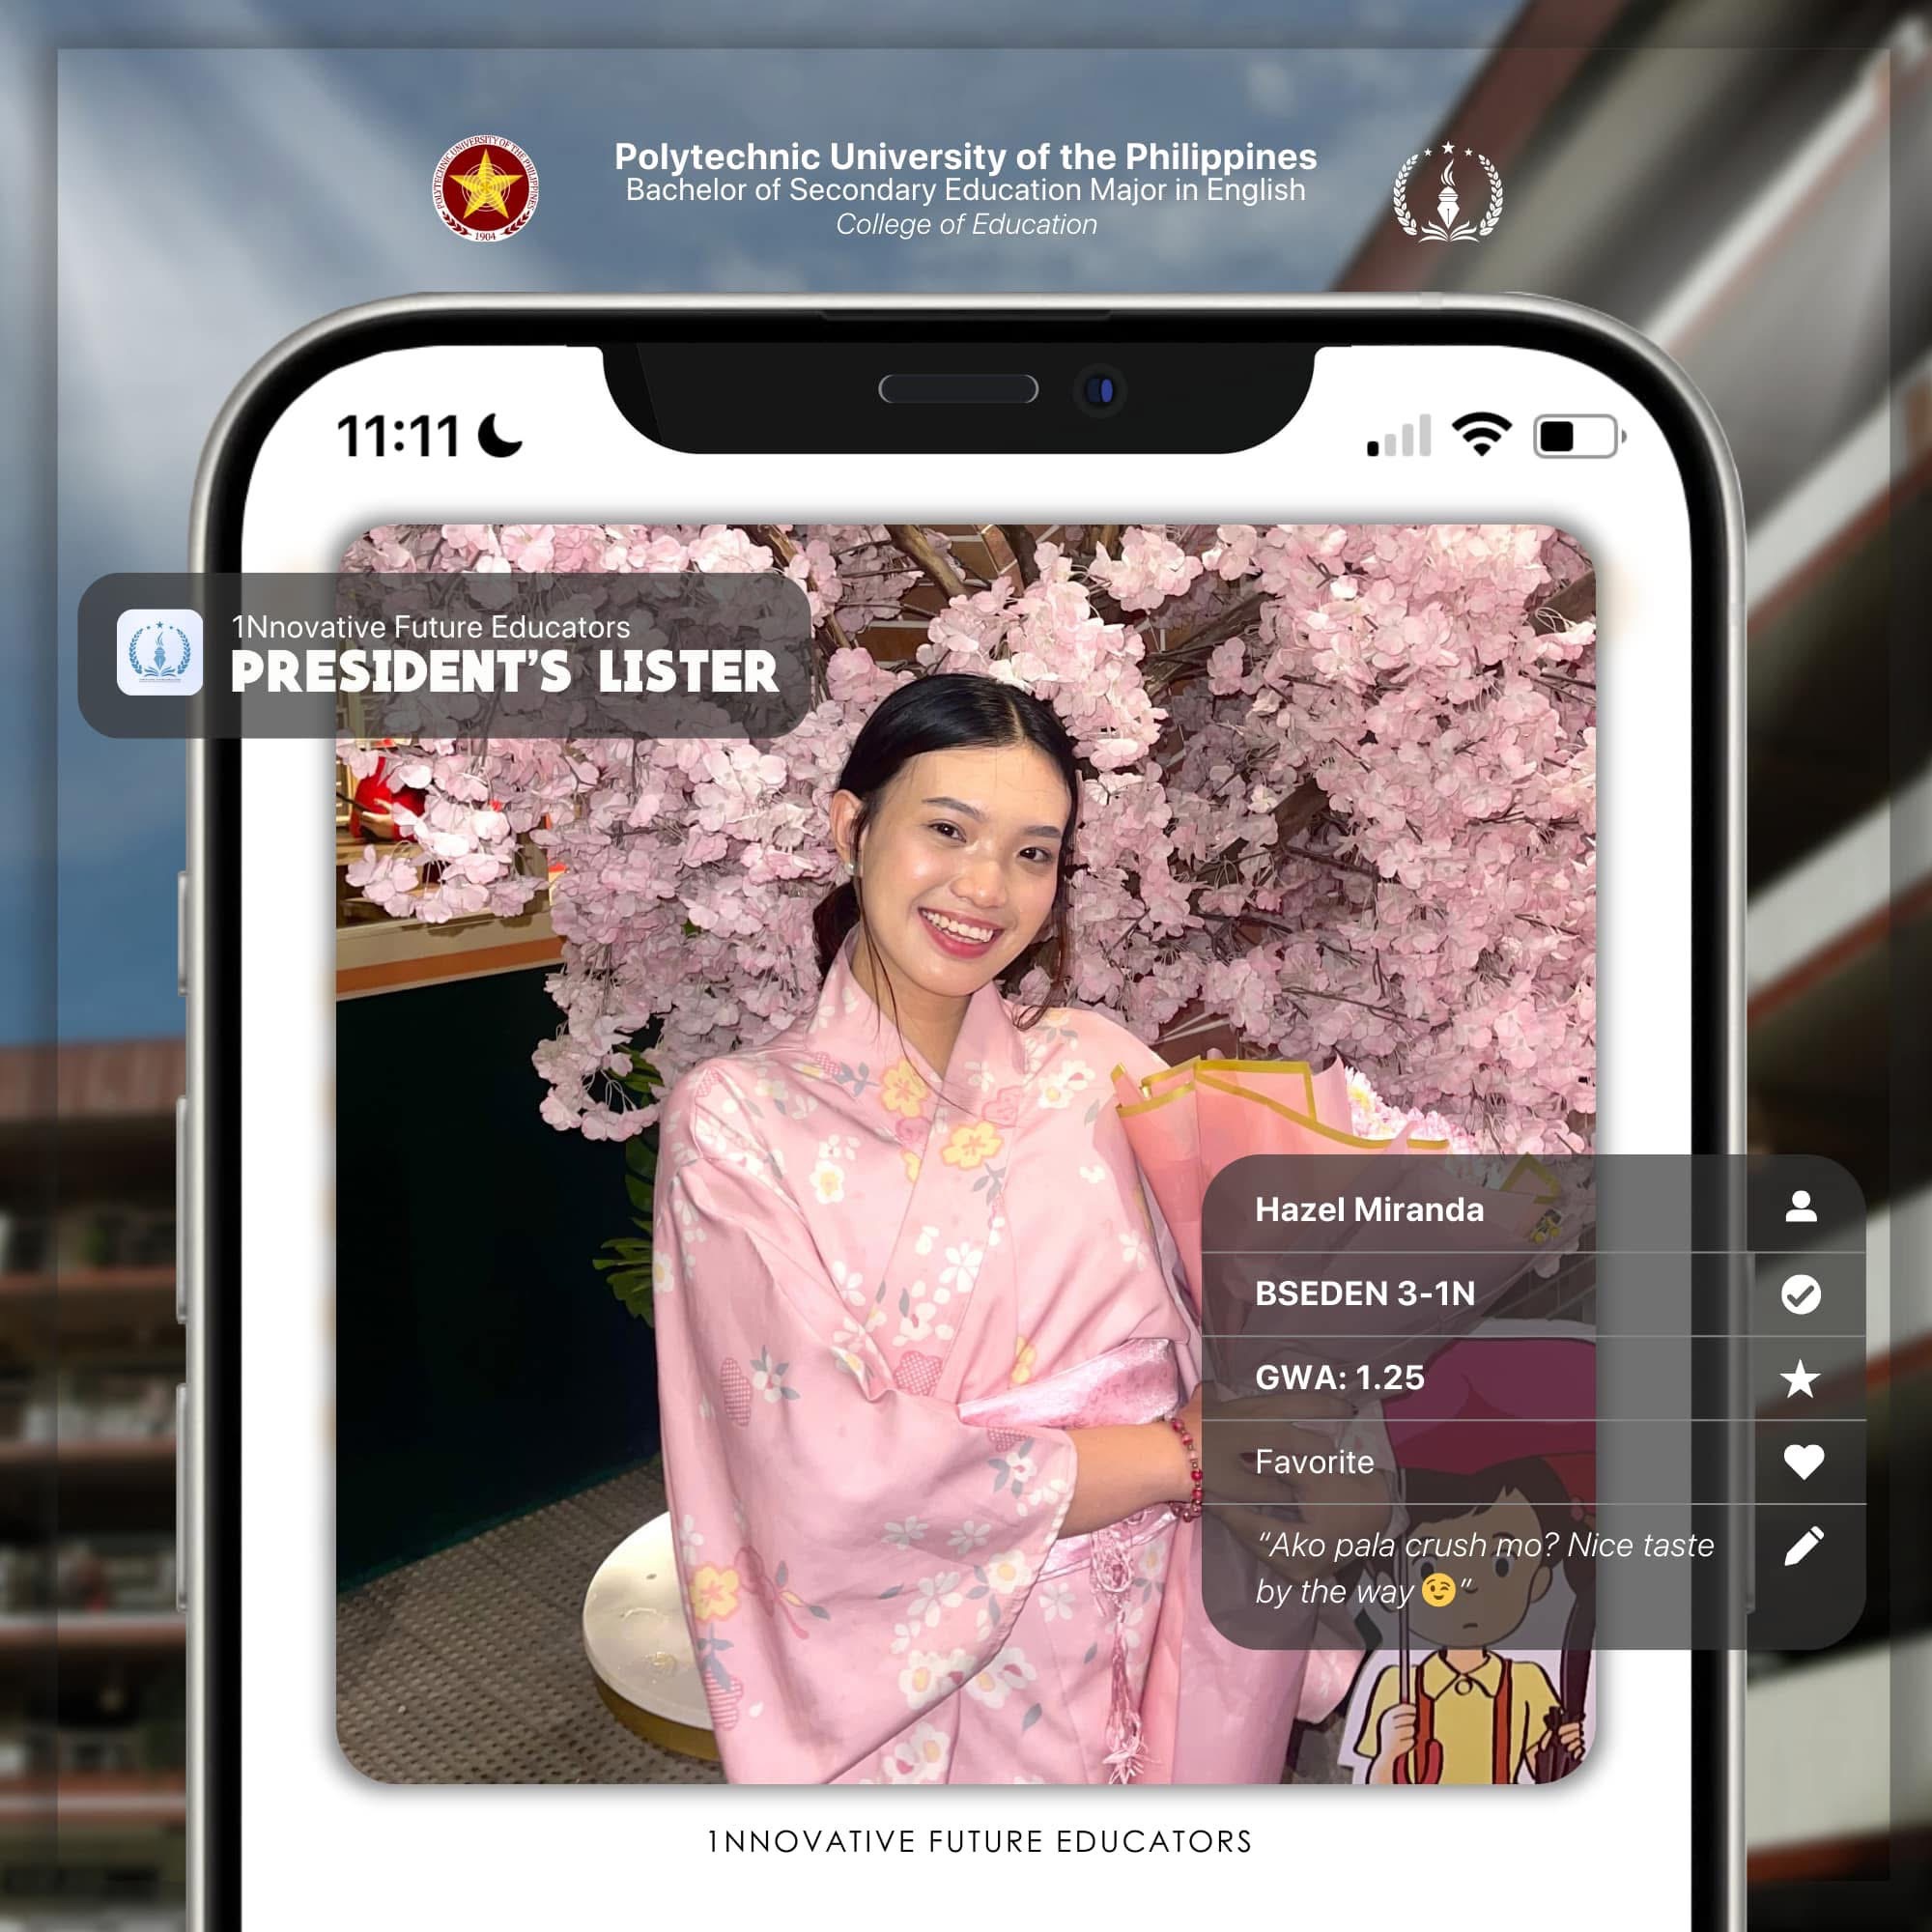 POLYTECHNIC UNIVERSITY OF THE PHILIPPINES
1904
Polytechnic University of the Philippines
Bachelor of Secondary Education Major in English
College of Education
11:11
1Nnovative Future Educators
PRESIDENT'S LISTER
Hazel Miranda
BSEDEN 3-1N
GWA: 1.25
Favorite
“Ako pala crush mo? Nice taste
by the way 😉”
1NNOVATIVE FUTURE EDUCATORS